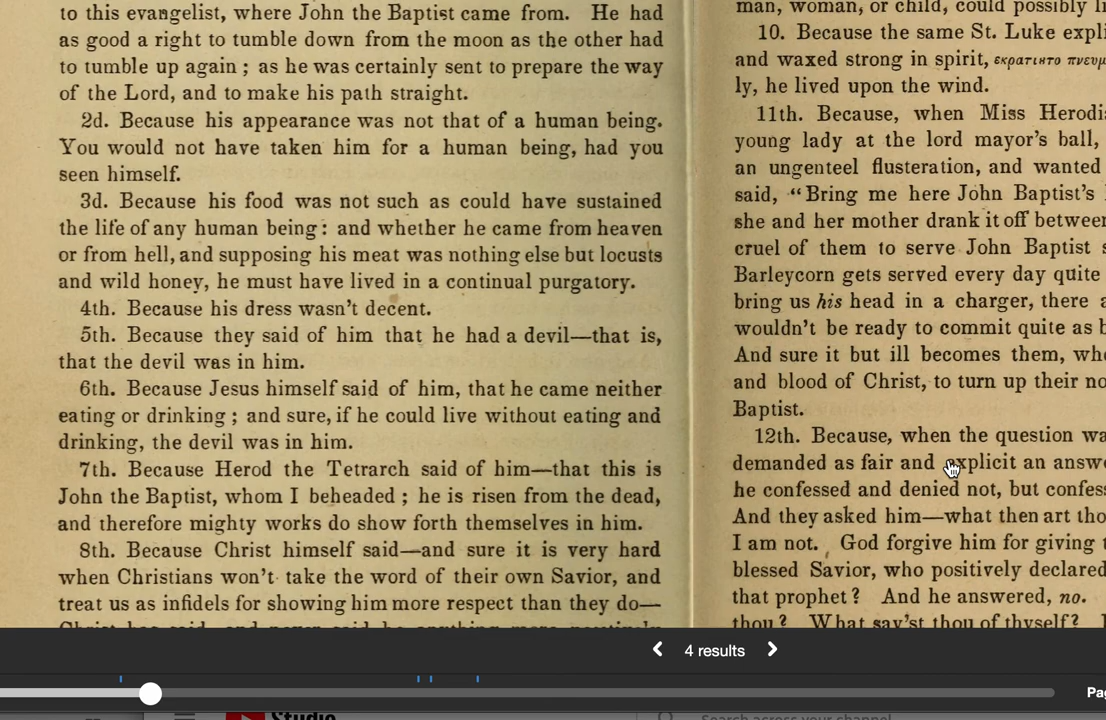 to this evangelist, where John the Baptist came from. He had
as good a right to tumble down from the moon as the other had
to tumble up again ; as he was certainly sent to prepare the way
of the Lord, and to make his path straight.
2d. Because his appearance was not that of a human being.
You would not have taken him for a human being, had you
seen himself.
3d. Because his food was not such as could have sustained
the life of any human being: and whether he came from heaven
or from hell, and supposing his meat was nothing else but locusts
and wild honey, he must have lived in a continual purgatory.
4th. Because his dress wasn't decent.
5th. Because they said of him that he had a devil—that is,
that the devil was in him.
6th. Because Jesus himself said of him, that he came neither
eating or drinking ; and sure, if he could live without eating and
drinking, the devil was in him.
7th. Because Herod the Tetrarch said of him—that this is
John the Baptist, whom I beheaded ; he is risen from the dead,
and therefore mighty works do show forth themselves in him.
8th. Because Christ himself said—and sure it is very hard
when Christians won't take the word of their own Savior, and
treat us as infidels for showing him more respect than they do—
man, woman, or child, could possibly
10. Because the same St. Luke
and waxed strong in spirit,
ly, he lived upon the wind.
11th. Because, when Miss
young lady at the lord mayor's ball,
an ungenteel flusteration, and wanted
said, “Bring me here John Baptist's
she and her mother drank it off
cruel of them to serve John Baptist
Barleycorn gets served every day quite
bring us his head in a charger, there
wouldn't be ready to commit quite as
And sure it but ill becomes them,
and blood of Christ, to turn up their
Baptist.
12th. Because, when the question
demanded as fair and explicit an
he confessed and denied not, but
And they asked him—what then art
I am not. God forgive him for giving
blessed Savior, who positively declared
that prophet? And he answered, no.
thou? What say'st thou of thyself?
4 results
Studio
Search across your channel